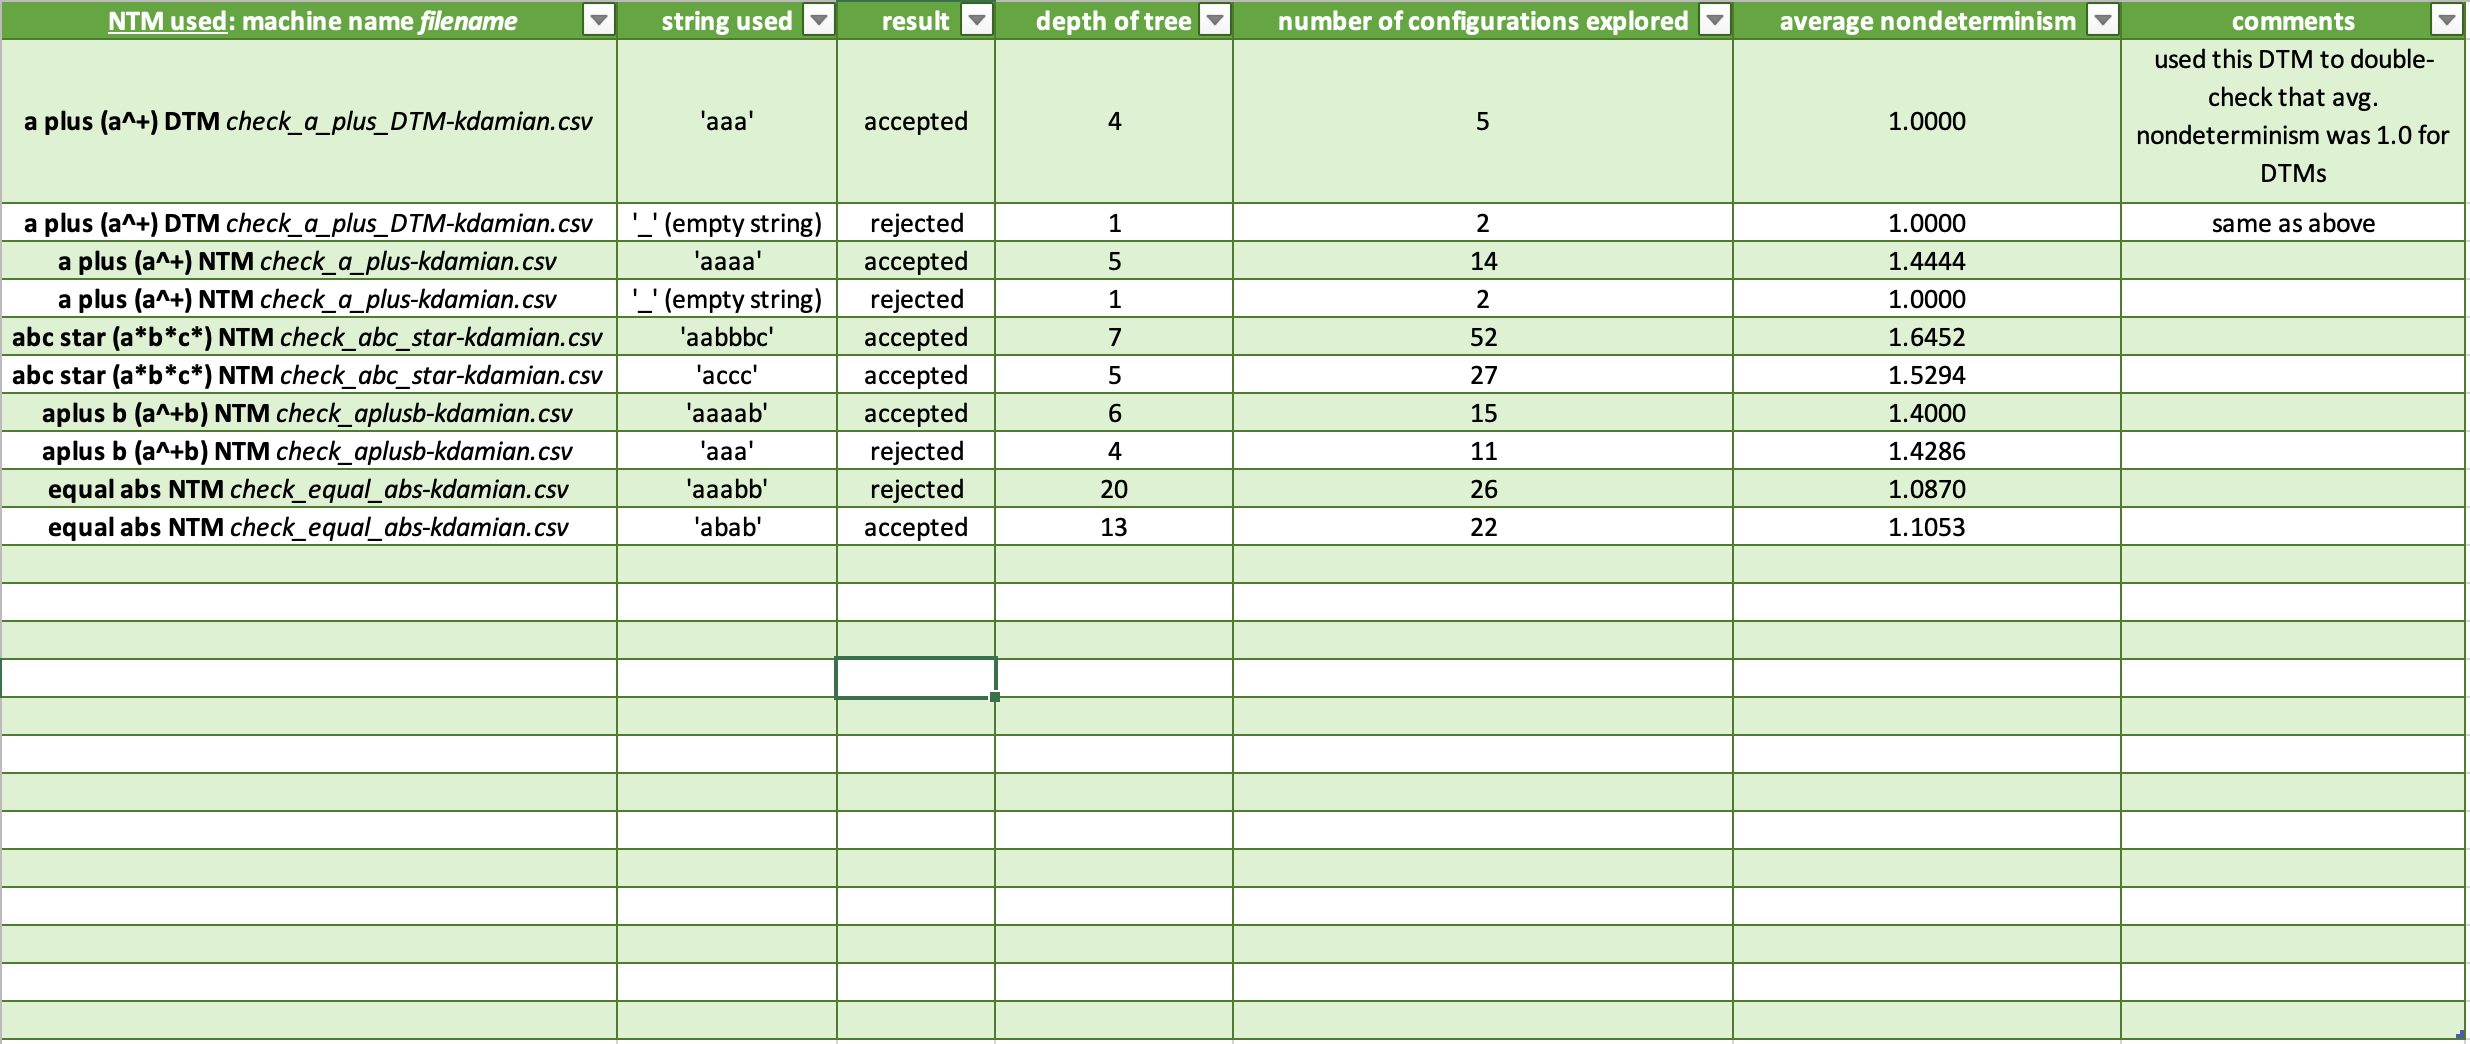 NTM used: machine name filename string used result depth of tree number of configurations explored average nondeterminism comments
a plus (a^+) DTM check_a_plus_DTM-kdamian.csv 'aaa' accepted 4 5 1.0000 used this DTM to double-
check that avg.
nondeterminism was 1.0 for
DTMs
a plus (a^+) DTM check_a_plus_DTM-kdamian.csv '_' (empty string) rejected 1 2 1.0000 same as above
a plus (a^+) NTM check_a_plus-kdamian.csv 'aaaa' accepted 5 14 1.4444
a plus (a^+) NTM check_a_plus-kdamian.csv '_' (empty string) rejected 1 2 1.0000
abc star (a*b*c*) NTM check_abc_star-kdamian.csv 'aabbbc' accepted 7 52 1.6452
abc star (a*b*c*) NTM check_abc_star-kdamian.csv 'accc' accepted 5 27 1.5294
aplus b (a^+b) NTM check_aplusb-kdamian.csv 'aaaab' accepted 6 15 1.4000
aplus b (a^+b) NTM check_aplusb-kdamian.csv 'aaa' rejected 4 11 1.4286
equal abs NTM check_equal_abs-kdamian.csv 'aaabb' rejected 20 26 1.0870
equal abs NTM check_equal_abs-kdamian.csv 'abab' accepted 13 22 1.1053